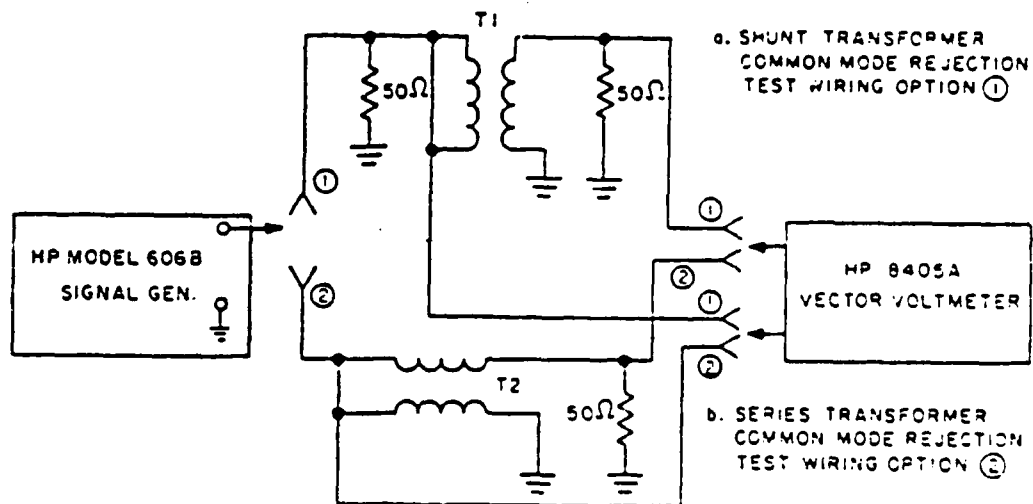 T1
a. SHUNT TRANSFORMER
COMMON MODE REJECTION
TEST WIRING OPTION ①
50Ω
50Ω
①
HP MODEL 606B
SIGNAL GEN.
②
①
②
①
②
HP 8405A
VECTOR VOLTMETER
T2
50Ω
b. SERIES TRANSFORMER
COMMON MODE REJECTION
TEST WIRING OPTION ②